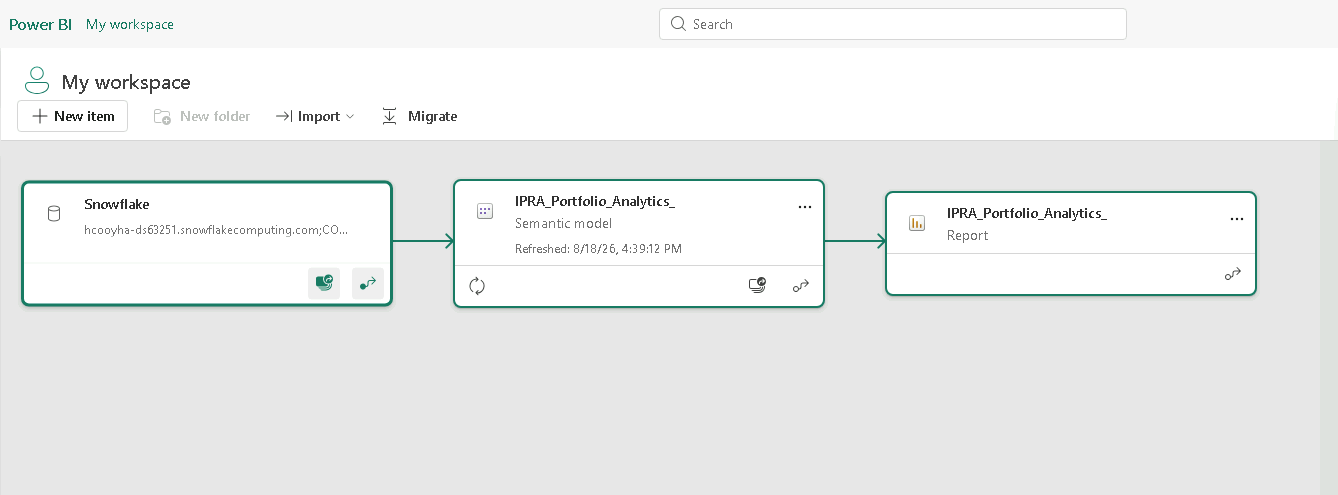 Power BI My workspace
Search
My workspace
New item New folder Import Migrate
Snowflake
hcooyha-ds63251.snowflakecomputing.com;CO...
IPRA_Portfolio_Analytics_
Semantic model
Refreshed: 8/18/26, 4:39:12 PM
IPRA_Portfolio_Analytics_
Report